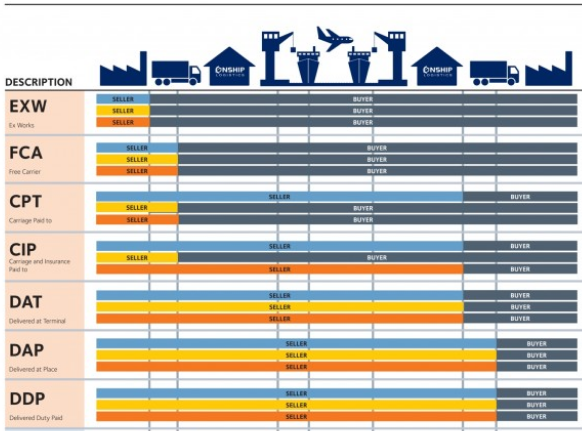 ONSHIP
LOGISTICS
ONSHIP
LOGISTICS
DESCRIPTION
EXW
Ex Works
SELLER BUYER
SELLER BUYER
SELLER BUYER
FCA
Free Carrier
SELLER BUYER
SELLER BUYER
SELLER BUYER
CPT
Carriage Paid to
SELLER BUYER
SELLER BUYER
SELLER BUYER
CIP
Carriage and Insurance
Paid to
SELLER BUYER
SELLER BUYER
SELLER BUYER
DAT
Delivered at Terminal
SELLER BUYER
SELLER BUYER
SELLER BUYER
DAP
Delivered at Place
SELLER BUYER
SELLER BUYER
SELLER BUYER
DDP
Delivered Duty Paid
SELLER BUYER
SELLER BUYER
SELLER BUYER